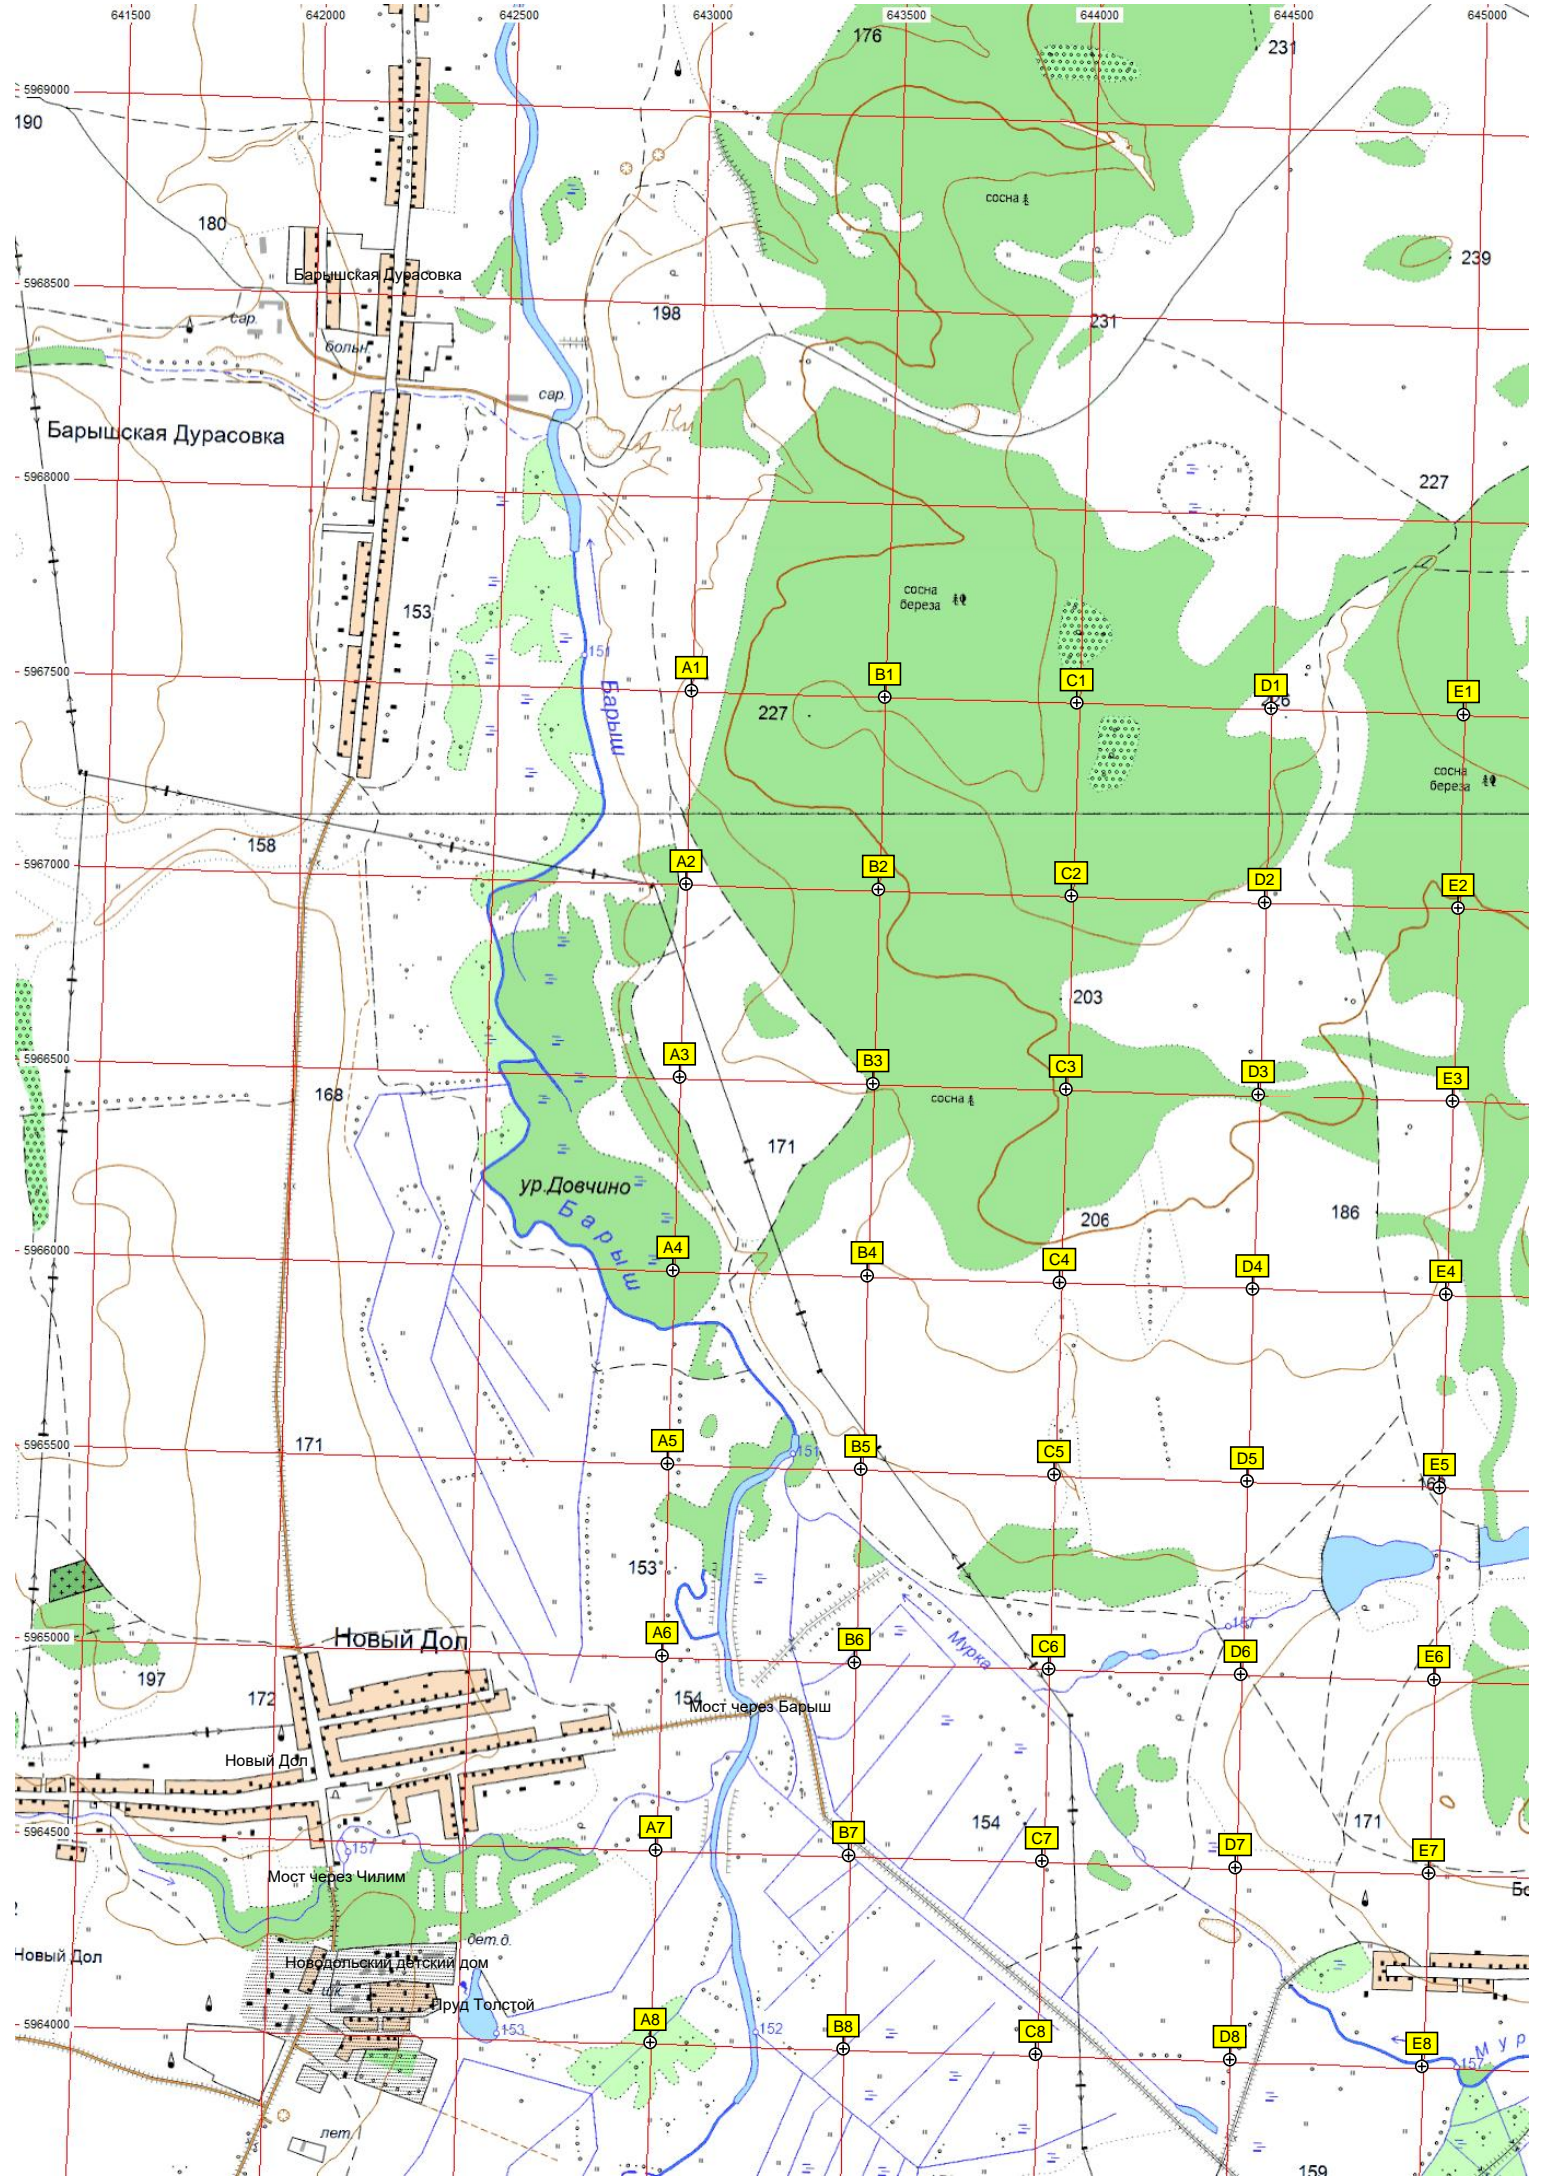 641500 642000 642500 643000 643500 644000 644500 645000
176
231
5969000
190
сосна
180
239
Барышская Дурасовка
5968500
198
231
сар.
больн.
сар.
Барышская Дурасовка
5968000
227
сосна
береза
153
151
5967500
A1
B1
C1
D1
E1
Барыш
227
сосна
береза
158
5967000
A2
B2
C2
D2
E2
203
5966500
A3
B3
C3
D3
E3
168
сосна
171
ур.Довчино
Барыш
206
186
5966000
A4
B4
C4
D4
E4
5965500
171
A5
151
B5
C5
D5
E5
153
157
5965000
Новый Дол
A6
B6
Мурка
C6
D6
E6
197
172
154
Мост через Барыш
Новый Дол
154
171
5964500
A7
B7
C7
D7
E7
157
Мост через Чилим
Бо
дет.д.
Новый Дол
Новодольский детский дом
шк.
Пруд Толстой
5964000
153
A8
152
B8
C8
D8
E8
Мур
157
лет.
159